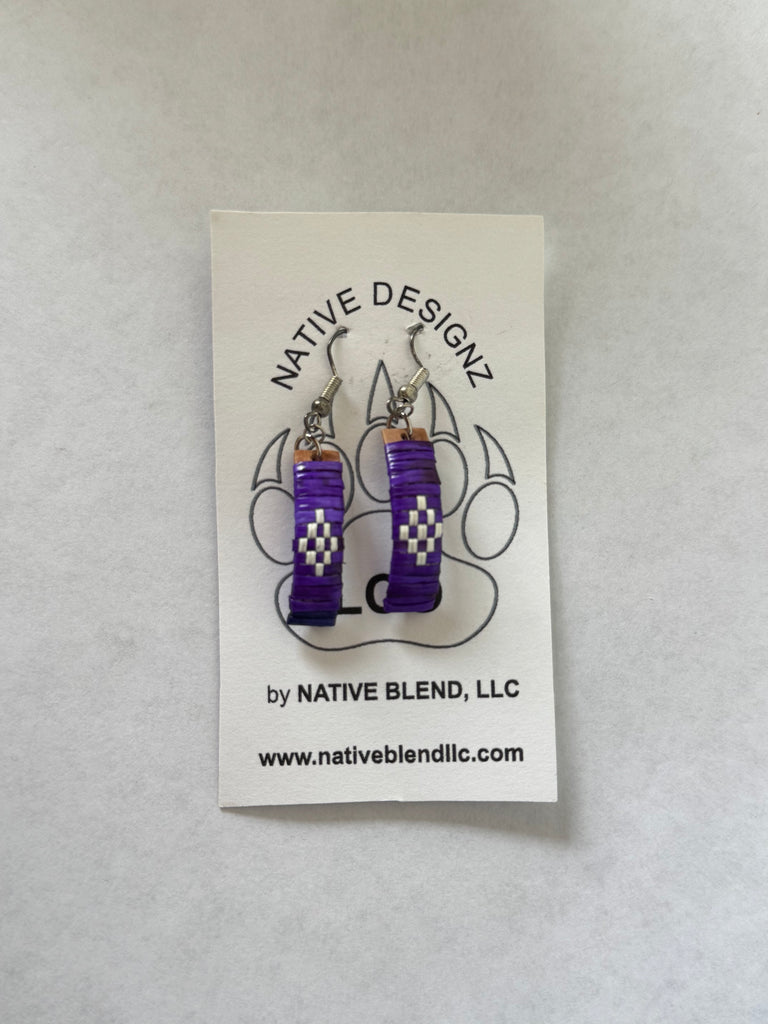 NATIVE DESIGNZ
by NATIVE BLEND, LLC
www.nativeblendllc.com